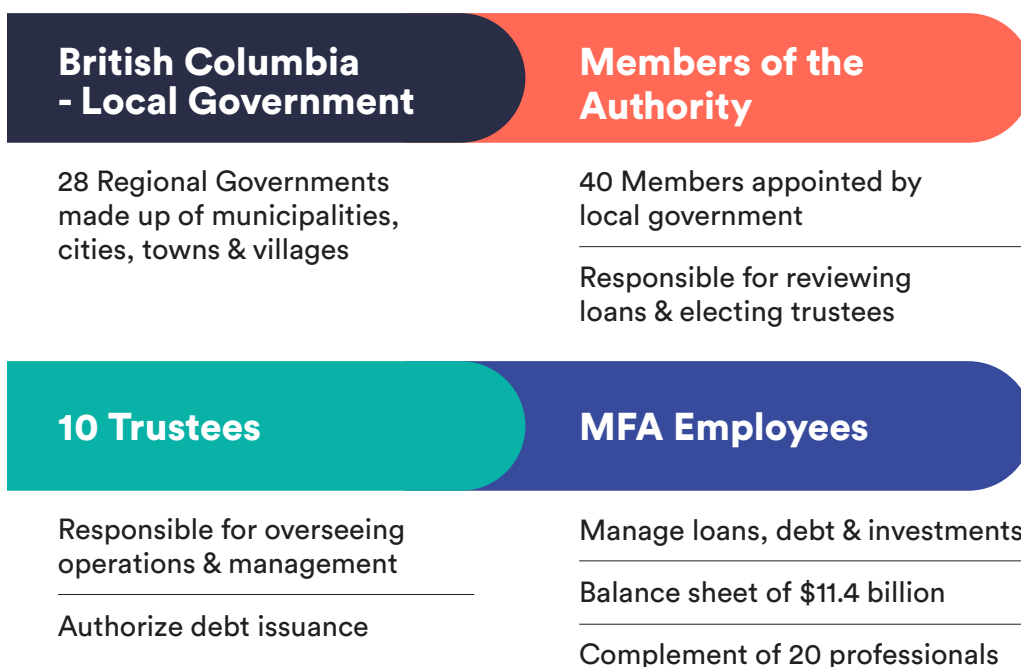 British Columbia
- Local Government
28 Regional Governments
made up of municipalities,
cities, towns & villages
Members of the
Authority
40 Members appointed by
local government
Responsible for reviewing
loans & electing trustees
10 Trustees
Responsible for overseeing
operations & management
Authorize debt issuance
MFA Employees
Manage loans, debt & investments
Balance sheet of $11.4 billion
Complement of 20 professionals